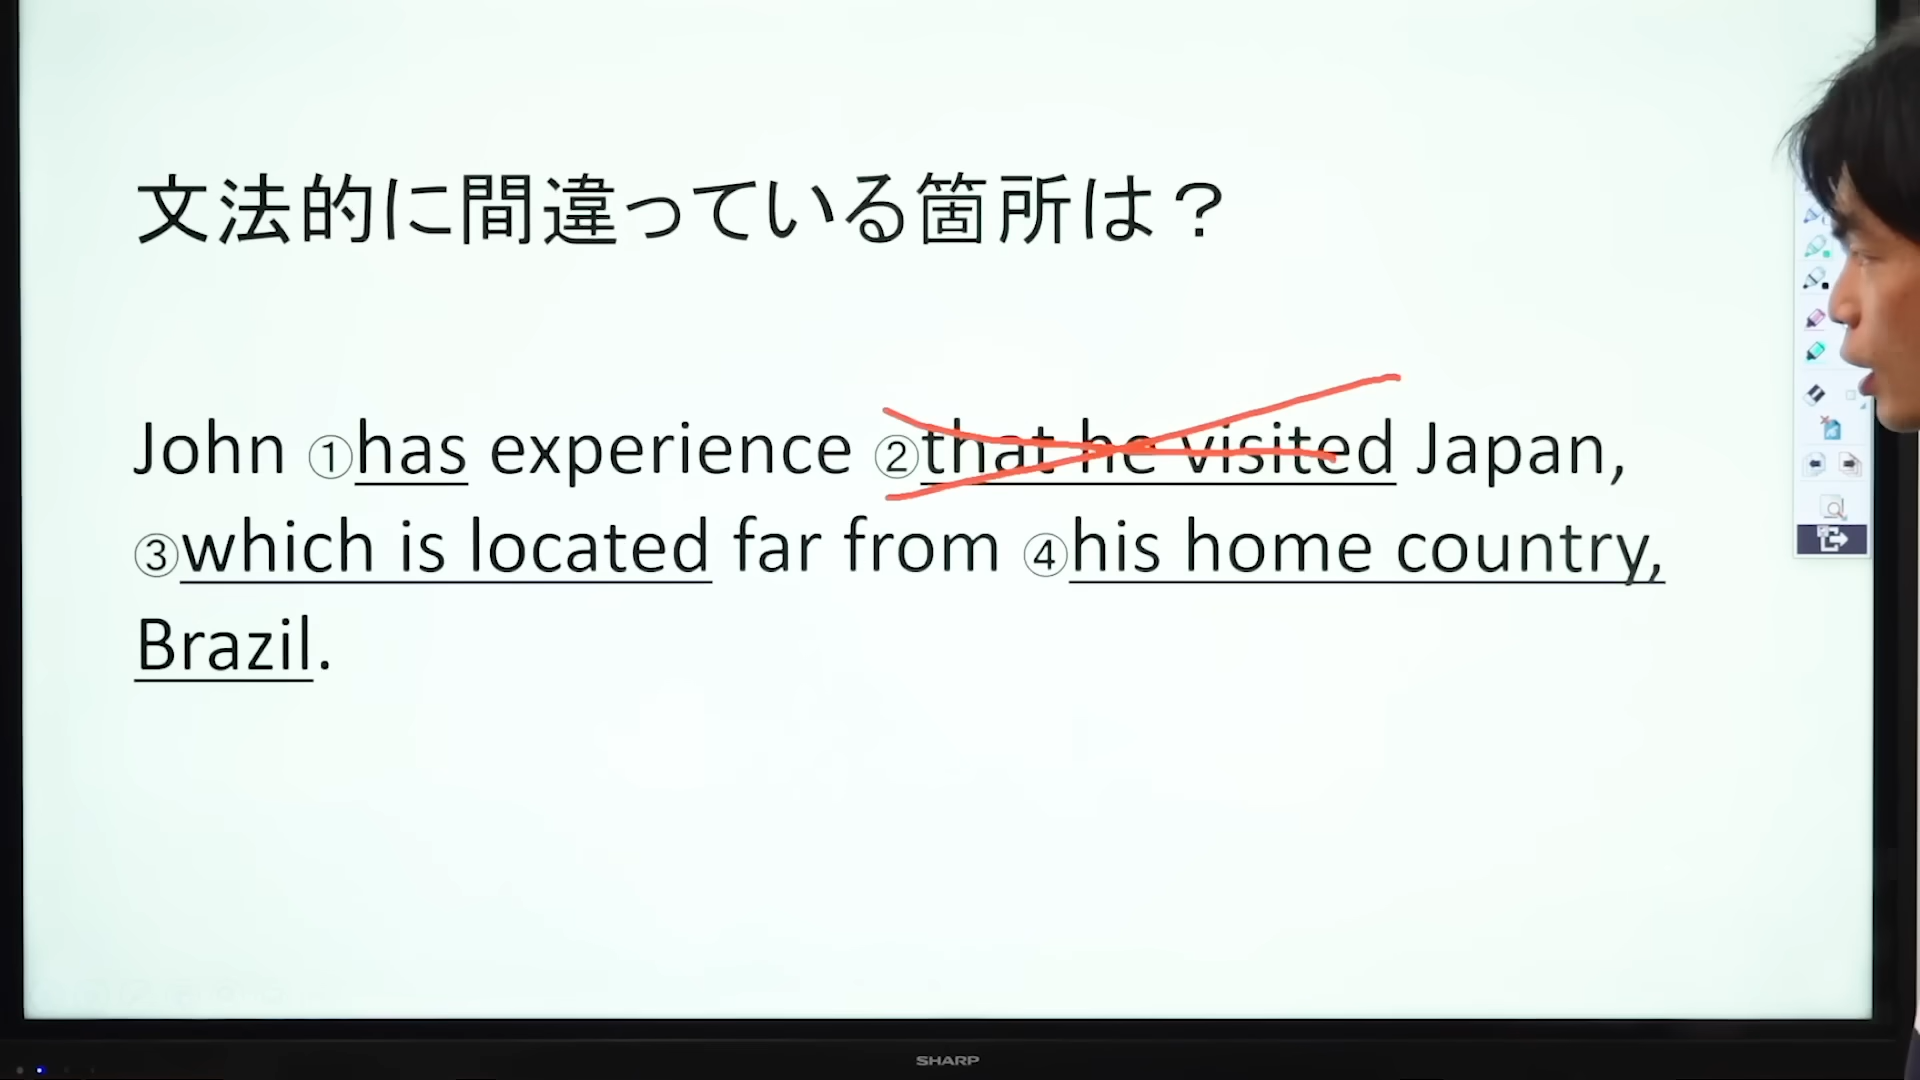 文法的に間違っている箇所は？
John ①has experience ②that he visited Japan,
③which is located far from ④his home country,
Brazil.
SHARP